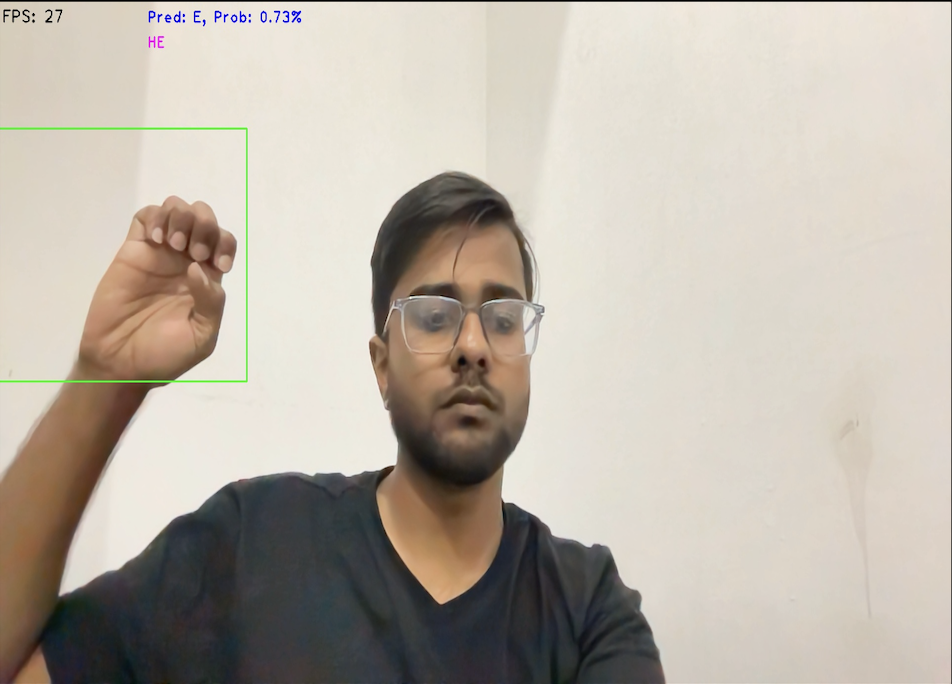 FPS: 27
Pred: E, Prob: 0.73%
HE